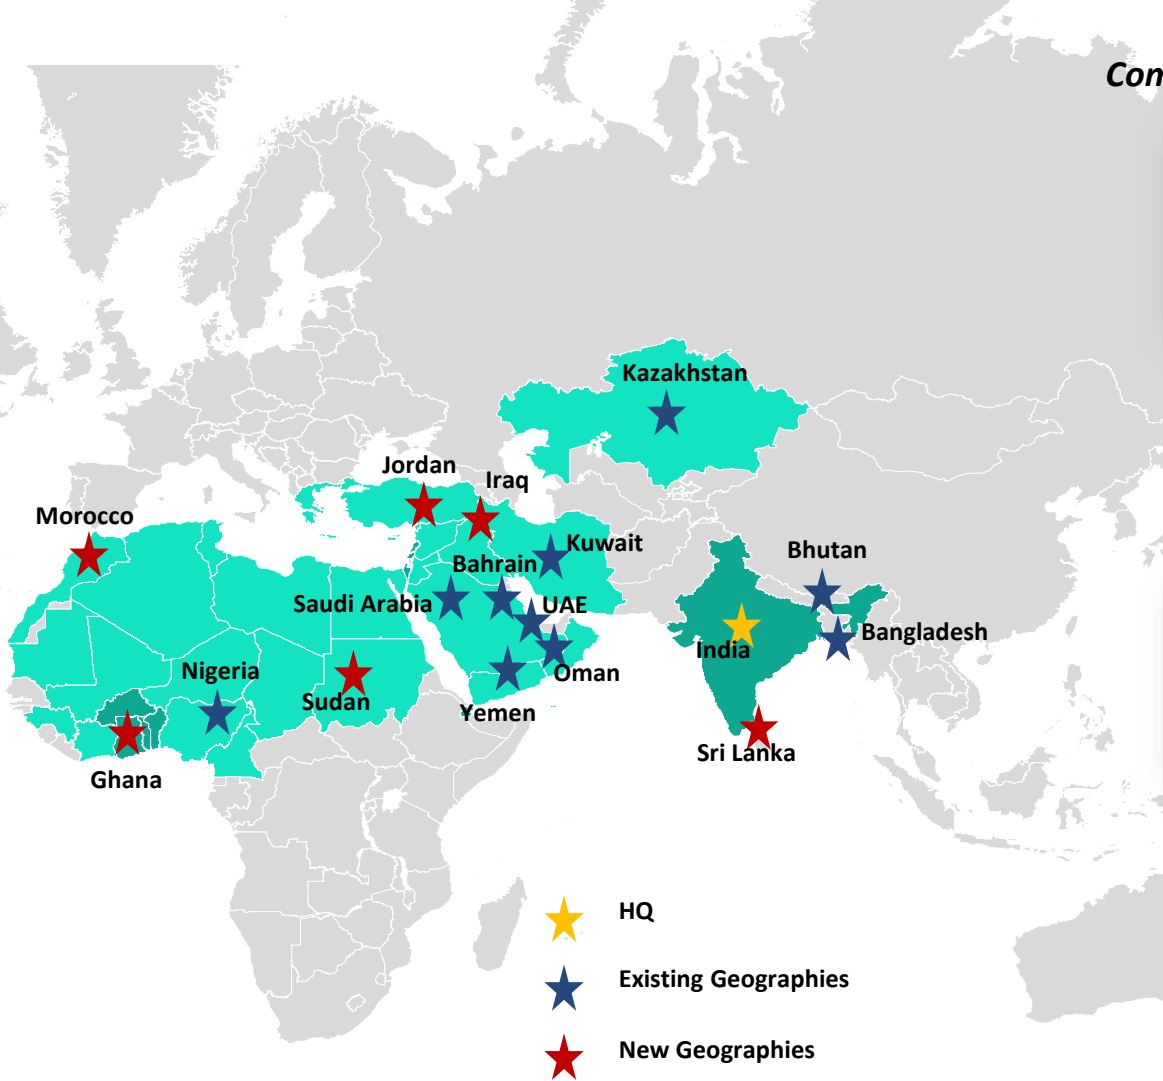 Com
Kazakhstan
Jordan
Iraq
Morocco
Kuwait
Bhutan
Bahrain
Saudi Arabia
UAE
Bangladesh
India
Nigeria
Oman
Sudan
Yemen
Sri Lanka
Ghana
HQ
Existing Geographies
New Geographies